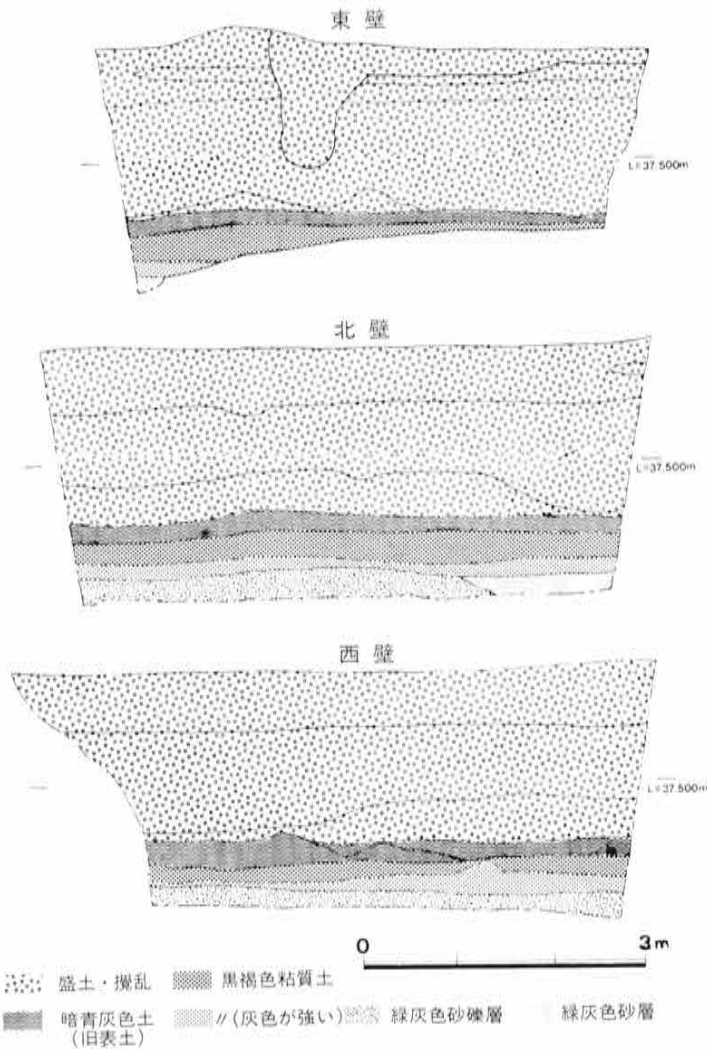 東壁
L=37.500m
北壁
L=37.500m
西壁
L=37.500m
0 3m
盛土・攪乱 黒褐色粘質土
暗青灰色土 〃(灰色が強い) 緑灰色砂礫層 緑灰色砂層
(旧表土)